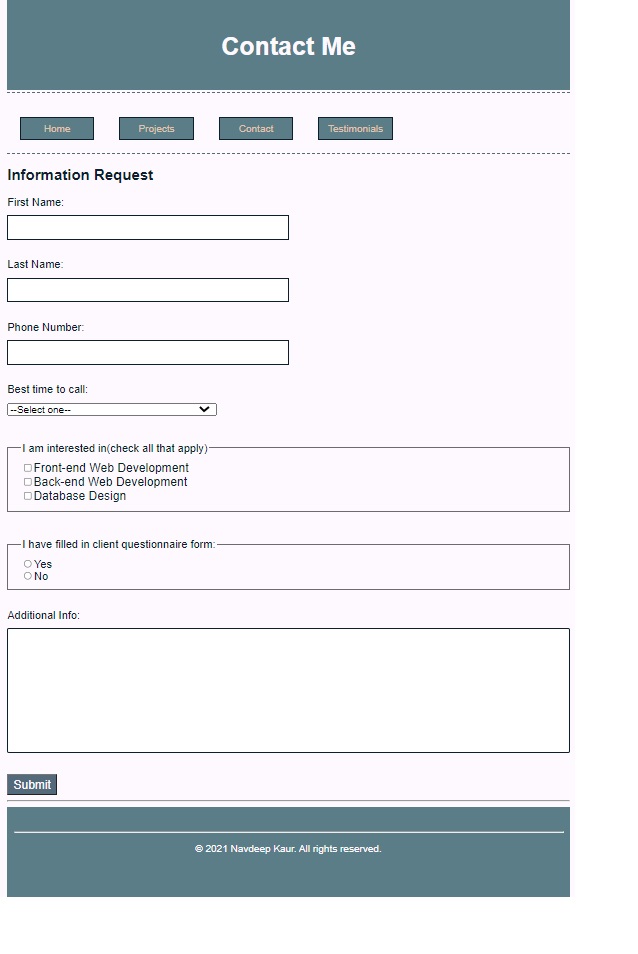 Contact Me
Home Projects Contact Testimonials
Information Request
First Name:
Last Name:
Phone Number:
Best time to call:
--Select one--
I am interested in(check all that apply)
Front-end Web Development
Back-end Web Development
Database Design
I have filled in client questionnaire form:
Yes
No
Additional Info:
Submit
© 2021 Navdeep Kaur. All rights reserved.